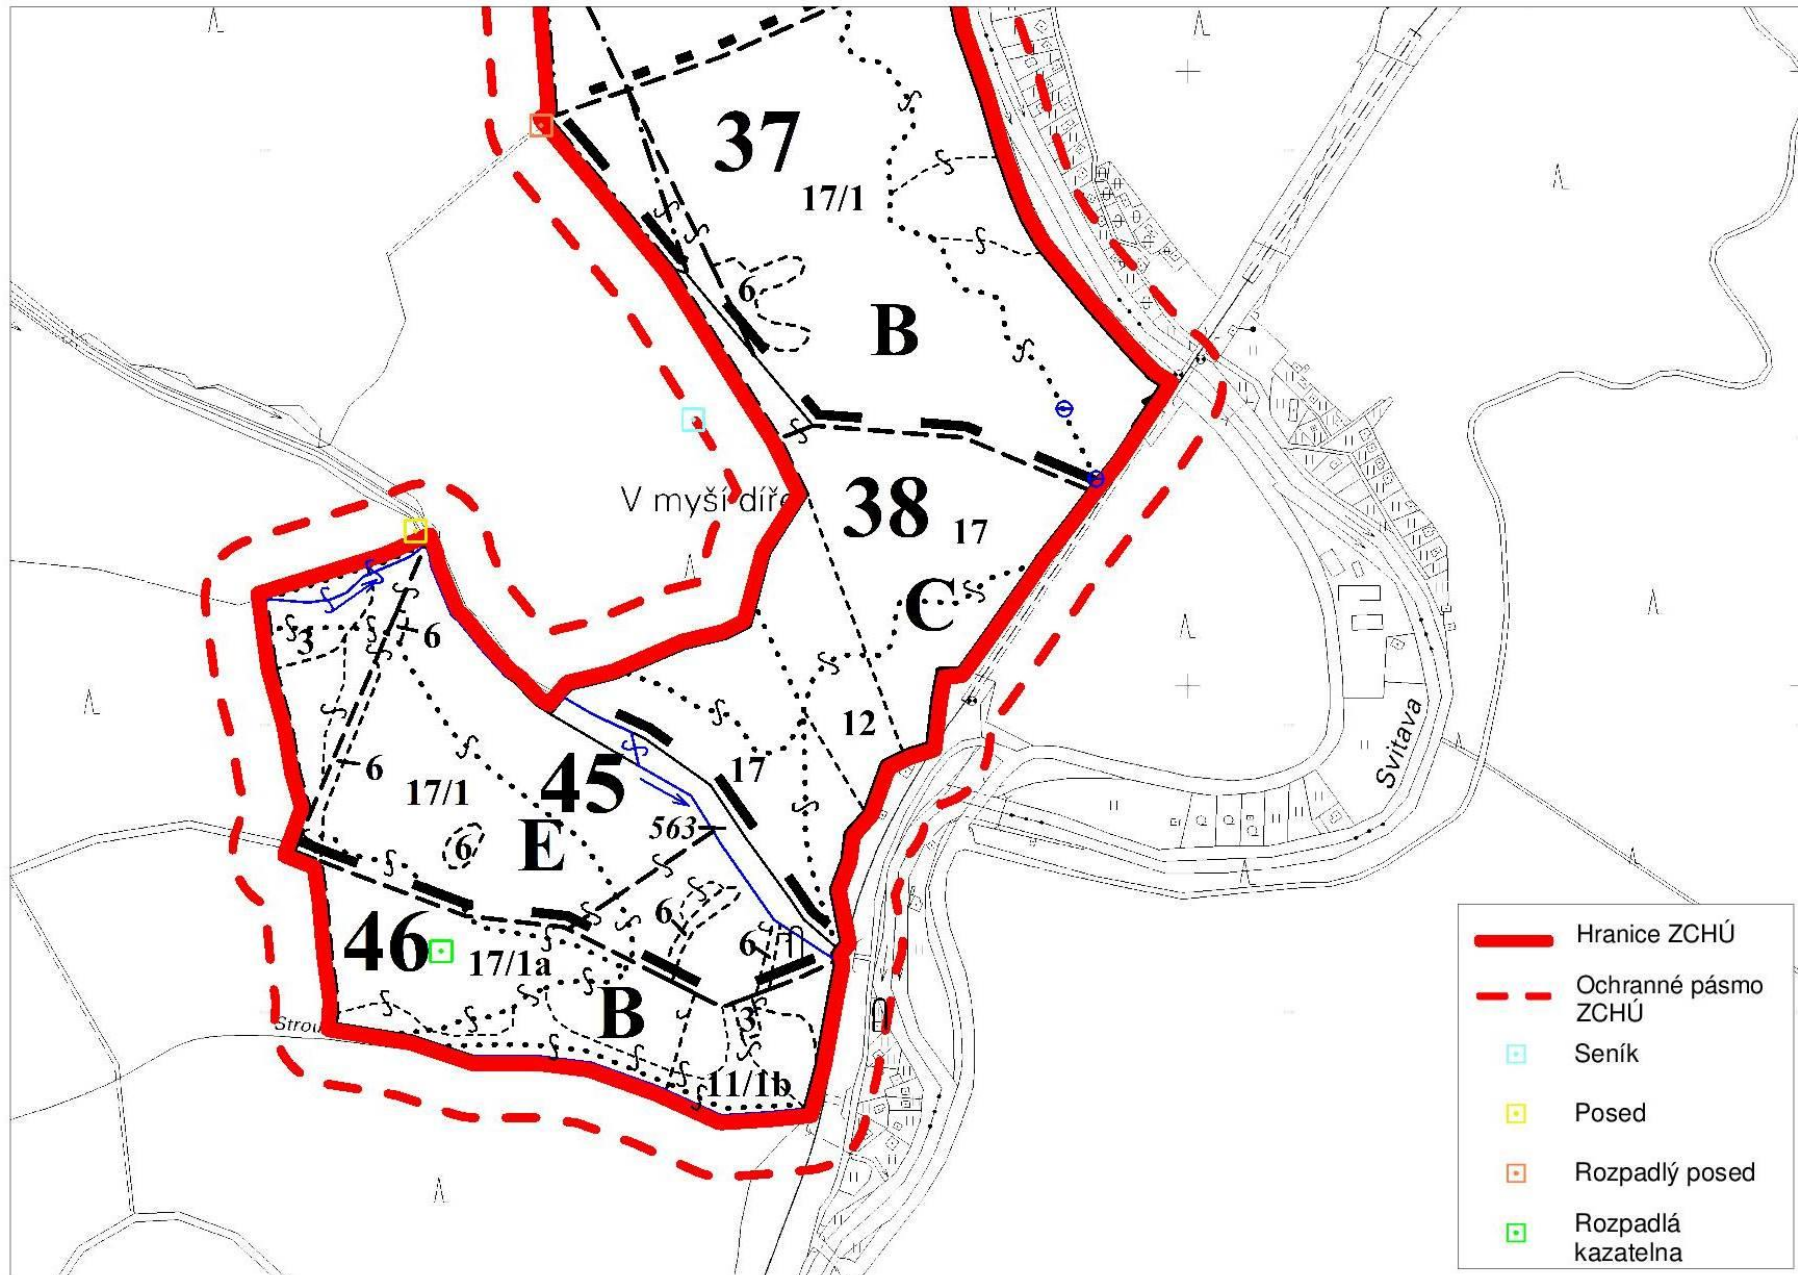 37
17/1
6
B
V myší díře
38
17
C
3
6
12
6
17/1
45
17
563
Svitava
6
E
6
6
46
17/1a
B
3
11/1b
Hranice ZCHÚ
Ochranné pásmo
ZCHÚ
Seník
Posed
Rozpadlý posed
Rozpadlá
kazatelna